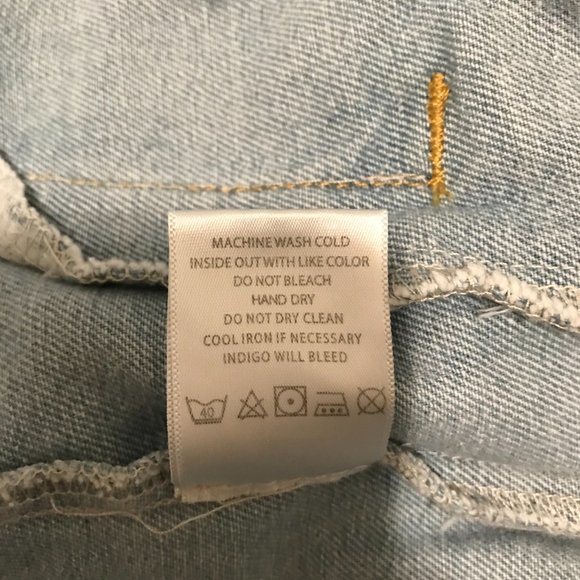 MACHINE WASH COLD
INSIDE OUT WITH LIKE COLOR
DO NOT BLEACH
HAND DRY
DO NOT DRY CLEAN
COOL IRON IF NECESSARY
INDIGO WILL BLEED
40